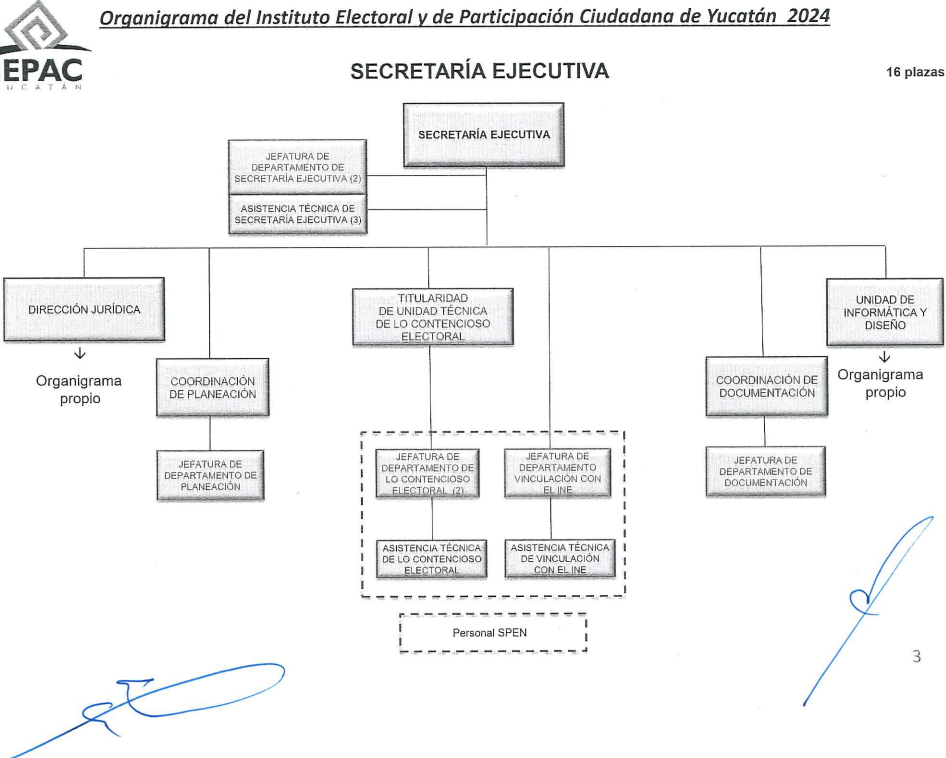 Organigrama del Instituto Electoral y de Participación Ciudadana de Yucatán 2024
EPAC
UCATÁN
SECRETARÍA EJECUTIVA
16 plazas
SECRETARÍA EJECUTIVA
JEFATURA DE
DEPARTAMENTO DE
SECRETARÍA EJECUTIVA (2)
ASISTENCIA TÉCNICA DE
SECRETARÍA EJECUTIVA (3)
DIRECCIÓN JURÍDICA
↓
Organigrama
propio
COORDINACIÓN
DE PLANEACIÓN
JEFATURA DE
DEPARTAMENTO DE
PLANEACIÓN
TITULARIDAD
DE UNIDAD TÉCNICA
DE LO CONTENCIOSO
ELECTORAL
JEFATURA DE
DEPARTAMENTO DE
LO CONTENCIOSO
ELECTORAL (2)
ASISTENCIA TÉCNICA
DE LO CONTENCIOSO
ELECTORAL
JEFATURA DE
DEPARTAMENTO
VINCULACIÓN CON
EL INE
ASISTENCIA TÉCNICA
DE VINCULACIÓN
CON EL INE
COORDINACIÓN DE
DOCUMENTACIÓN
JEFATURA DE
DEPARTAMENTO DE
DOCUMENTACIÓN
UNIDAD DE
INFORMÁTICA Y
DISEÑO
↓
Organigrama
propio
Personal SPEN
3